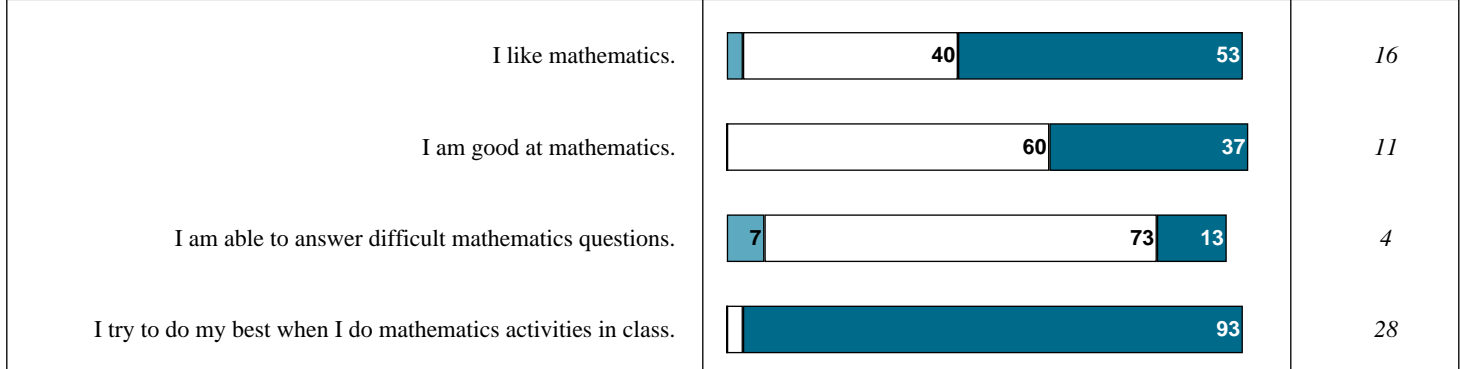 I like mathematics. 40 53 16
I am good at mathematics. 60 37 11
I am able to answer difficult mathematics questions. 7 73 13 4
I try to do my best when I do mathematics activities in class. 93 28